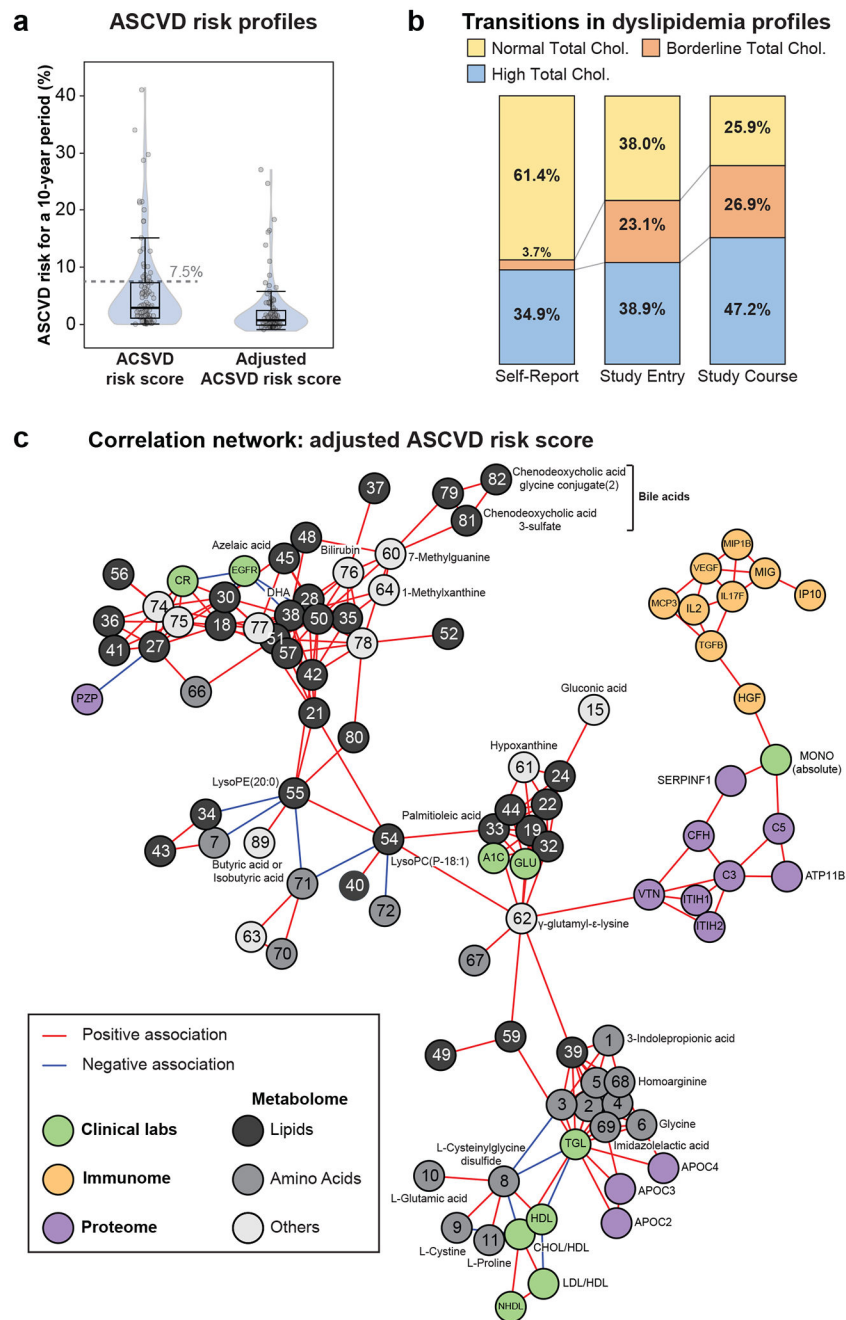 a
ASCVD risk profiles
ASCVD risk for a 10-year period (%)
40
30
20
10
0
7.5%
ACSVD
risk score
Adjusted
ACSVD risk score
b
Transitions in dyslipidemia profiles
Normal Total Chol.
Borderline Total Chol.
High Total Chol.
61.4%
3.7%
34.9%
38.0%
23.1%
38.9%
25.9%
26.9%
47.2%
Self-Report
Study Entry
Study Course
c
Correlation network: adjusted ASCVD risk score
37
79
82
Chenodeoxycholic acid
glycine conjugate(2)
81
Chenodeoxycholic acid
3-sulfate
Bile acids
48
60
7-Methylguanine
Azelaic acid
45
Bilirubin
76
64
1-Methylxanthine
56
CR
EGFR
DHA
28
30
74
75
36
41
27
18
77
51
38
50
35
57
78
52
42
66
PZP
21
80
MIP1B
VEGF
MIG
IP10
MCP3
IL2
IL17F
TGFB
HGF
MONO
(absolute)
SERPINF1
CFH
C5
C3
ATP11B
VTN
ITIH1
ITIH2
Gluconic acid
15
Hypoxanthine
61
24
44
22
Palmitioleic acid
33
19
32
A1C
GLU
LysoPE(20:0)
55
34
43
7
89
Butyric acid or
Isobutyric acid
54
LysoPC(P-18:1)
71
40
72
63
70
62
γ-glutamyl-ε-lysine
67
59
49
39
1
3-Indolepropionic acid
5
68
Homoarginine
3
2
4
69
6
Glycine
Imidazolelactic acid
TGL
APOC4
APOC3
APOC2
L-Cysteinylglycine
disulfide
8
10
L-Glutamic acid
9
L-Cystine
11
L-Proline
HDL
CHOL/HDL
LDL/HDL
NHDL
Positive association
Negative association
Metabolome
Clinical labs
Lipids
Immunome
Amino Acids
Proteome
Others